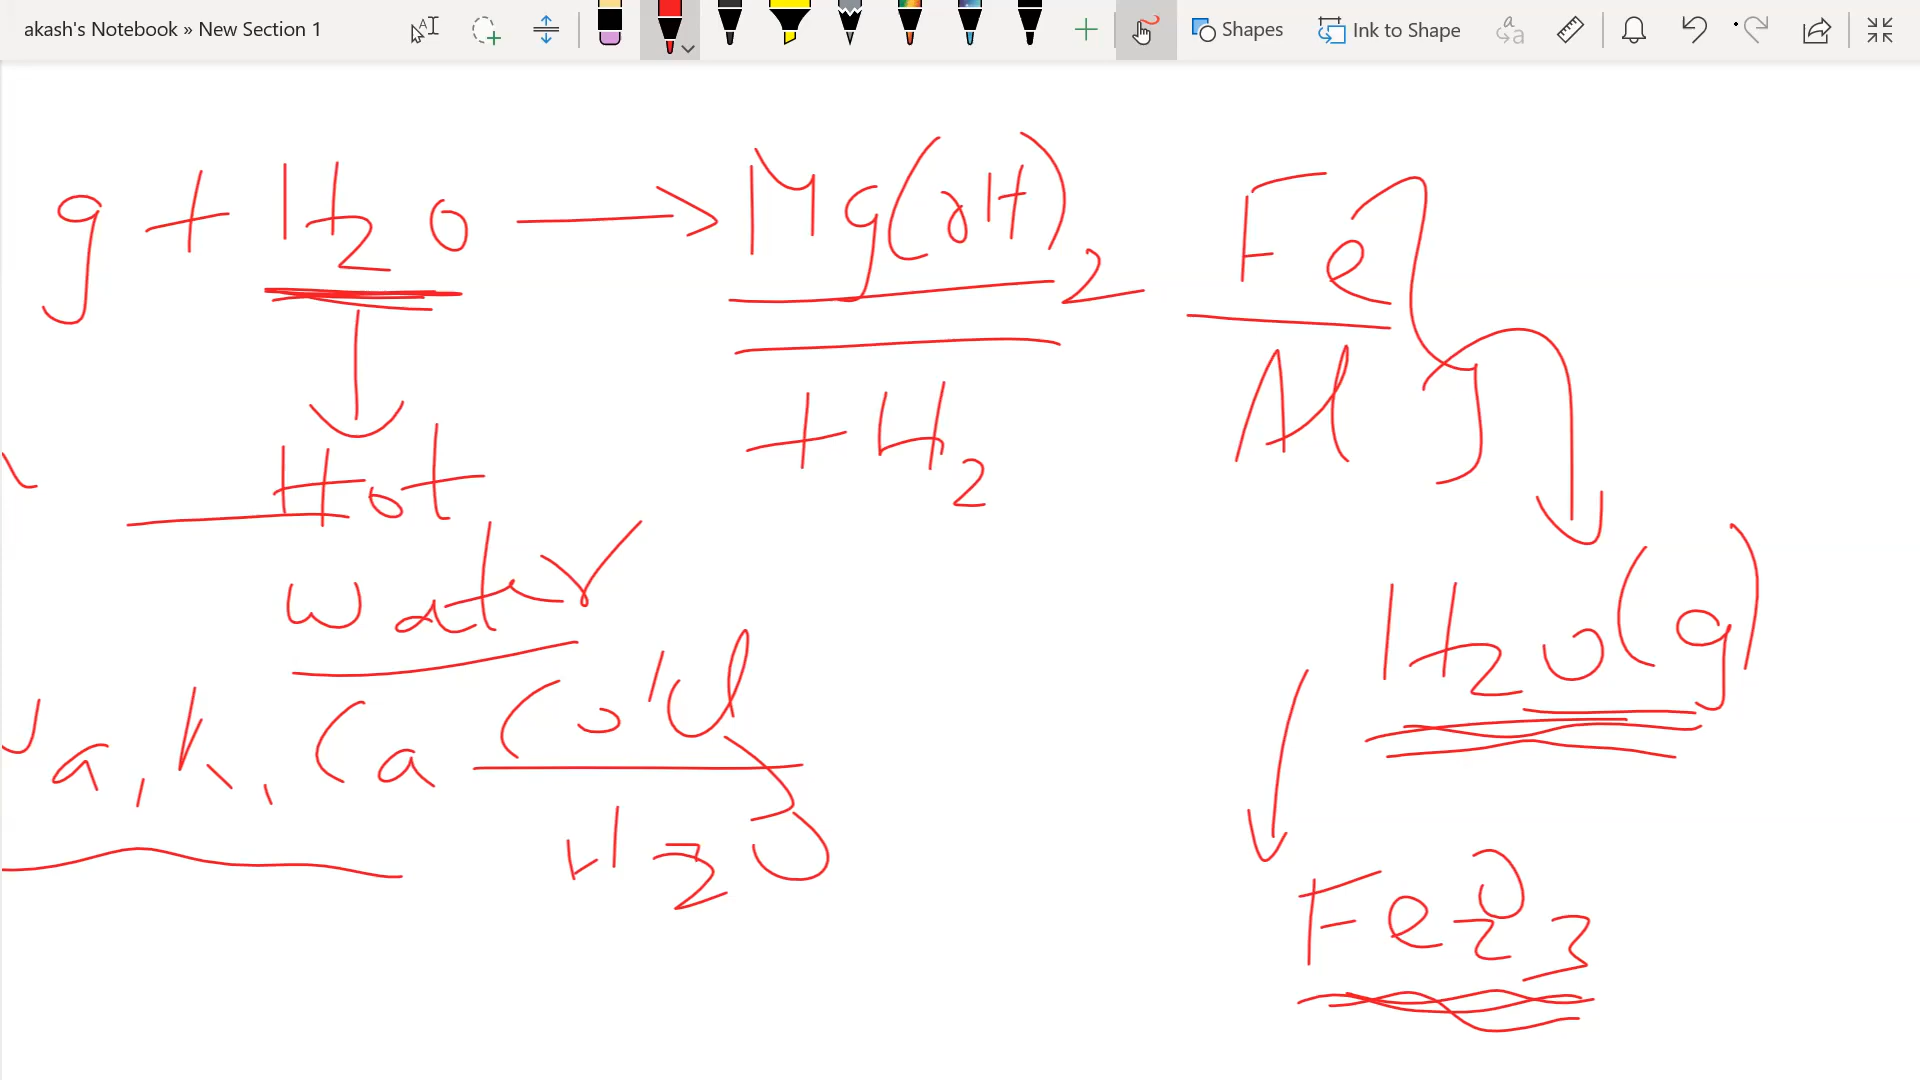 akash's Notebook » New Section 1
Shapes
Ink to Shape
g + H2O → Mg(OH)2
+ H2
Hot
Water
a, k, Ca Cold
H2O
Fe
Al
H2O(g)
Fe2O3